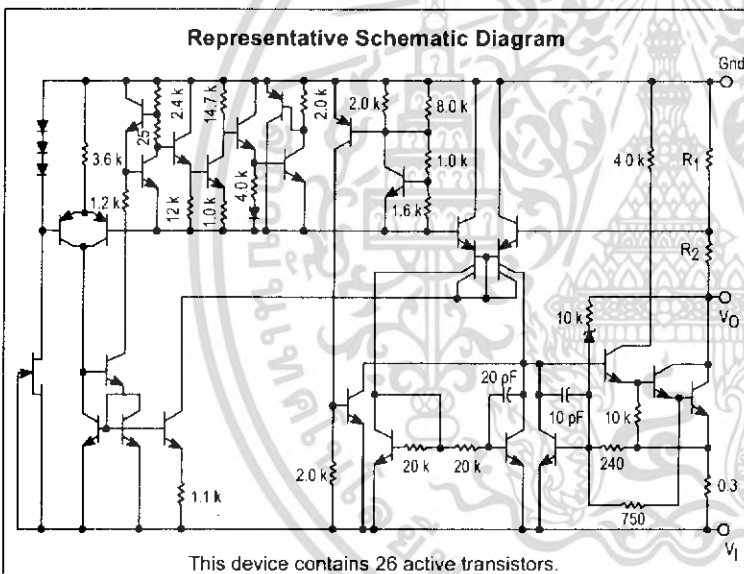 Representative Schematic Diagram
Gnd
2.4 k
14.7 k
2.0 k
2.0 k
8.0 k
25
3.6 k
4.0 k
1.0 k
4.0 k
R1
1.2 k
12 k
1.0 k
1.6 k
R2
10 k
VO
20 pF
10 pF
10 k
20 k
20 k
240
2.0 k
0.3
1.1 k
750
VI
This device contains 26 active transistors.